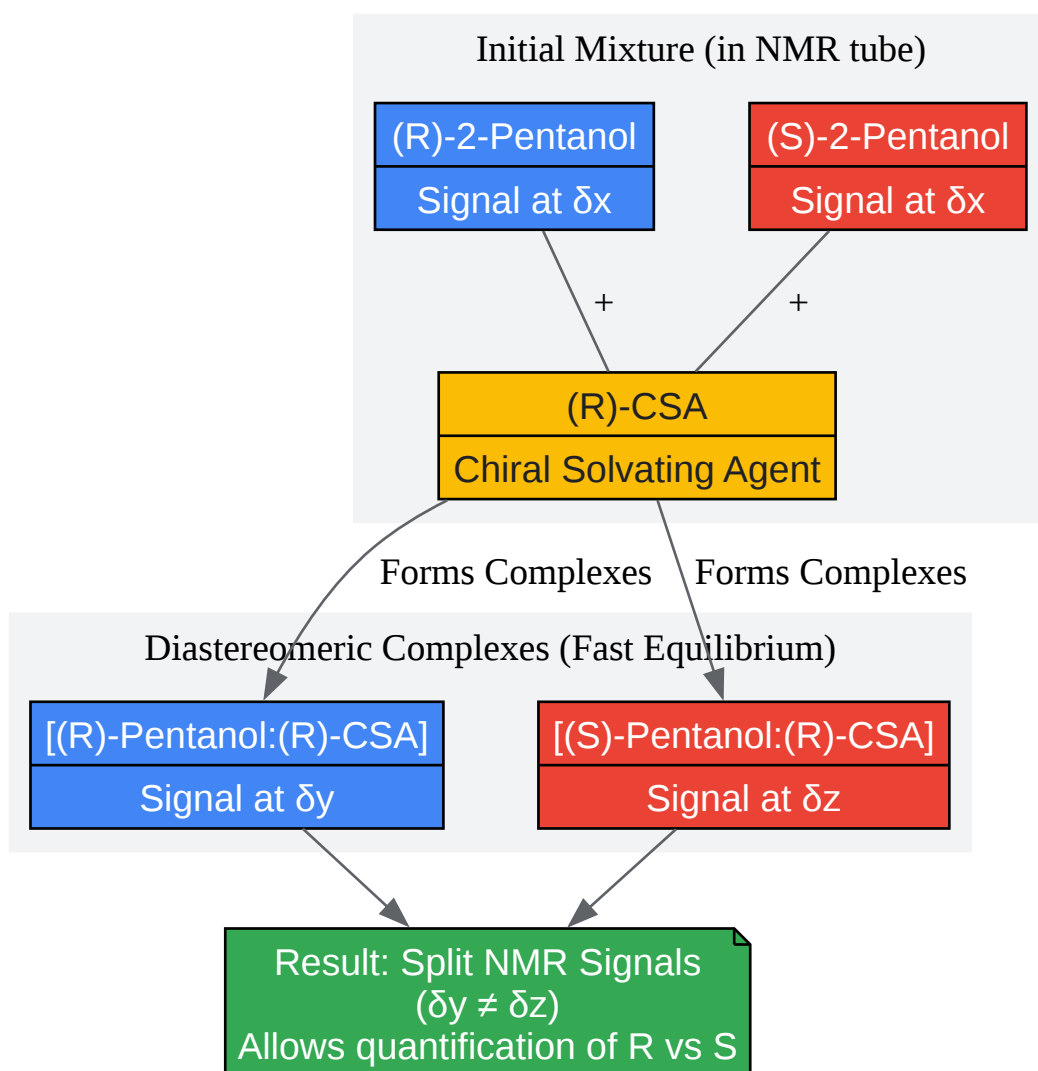 Initial Mixture (in NMR tube)
(R)-2-Pentanol
Signal at δx
(S)-2-Pentanol
Signal at δx
+
+
(R)-CSA
Chiral Solvating Agent
Forms Complexes
Forms Complexes
Diastereomeric Complexes (Fast Equilibrium)
[(R)-Pentanol:(R)-CSA]
Signal at δy
[(S)-Pentanol:(R)-CSA]
Signal at δz
Result: Split NMR Signals
(δy ≠ δz)
Allows quantification of R vs S